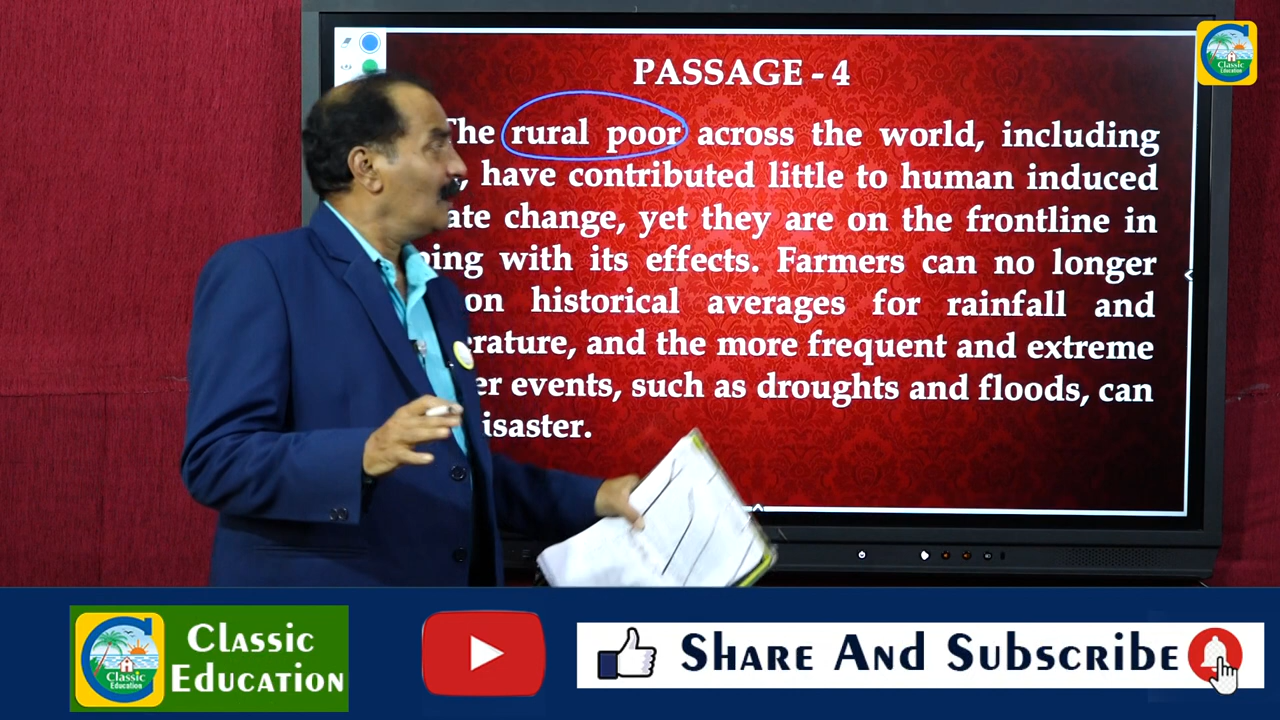 Classic
Education
PASSAGE - 4
The rural poor across the world, including
, have contributed little to human induced
ate change, yet they are on the frontline in
ping with its effects. Farmers can no longer
on historical averages for rainfall and
erature, and the more frequent and extreme
er events, such as droughts and floods, can
isaster.
Classic
Education
Classic
Education
Share And Subscribe